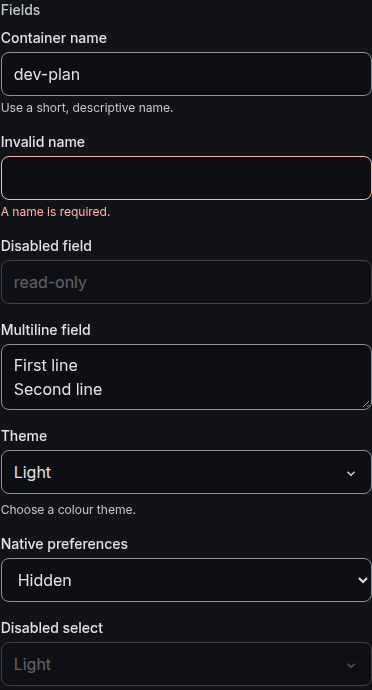 Fields
Container name
dev-plan
Use a short, descriptive name.
Invalid name
A name is required.
Disabled field
read-only
Multiline field
First line
Second line
Theme
Light
Choose a colour theme.
Native preferences
Hidden
Disabled select
Light